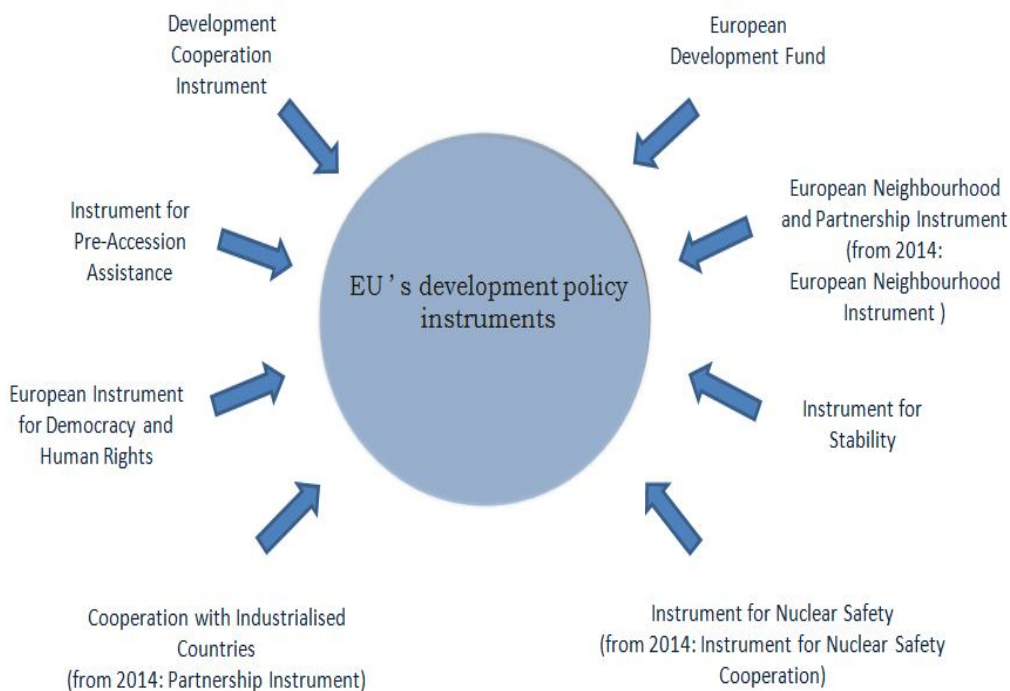 Development
Cooperation
Instrument
European
Development Fund
Instrument for
Pre-Accession
Assistance
European Neighbourhood
and Partnership Instrument
(from 2014:
European Neighbourhood
Instrument )
EU ’ s development policy
instruments
European Instrument
for Democracy and
Human Rights
Instrument for
Stability
Cooperation with Industrialised
Countries
(from 2014: Partnership Instrument)
Instrument for Nuclear Safety
(from 2014: Instrument for Nuclear Safety
Cooperation)